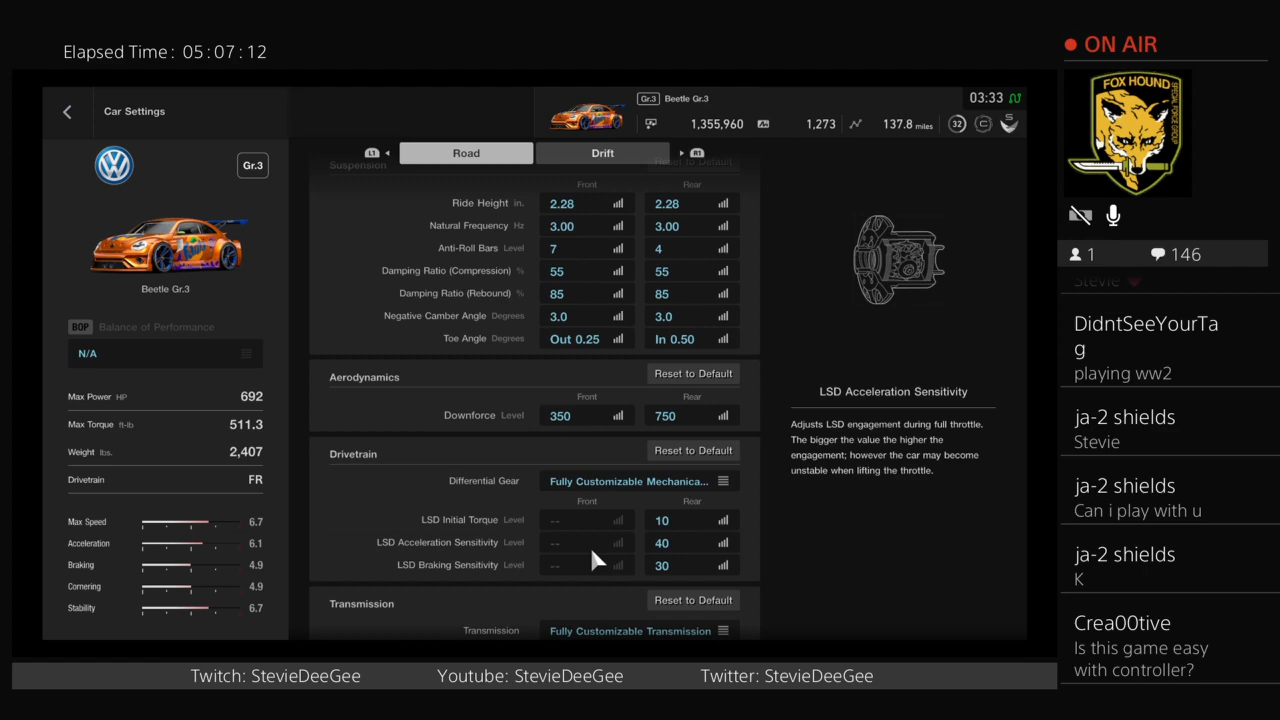 Elapsed Time: 05:07:12
ON AIR
FOX HOUND
SPECIAL FORCE GROUP
Car Settings
Gr.3 Beetle Gr.3
03:33
1,355,960 1,273 137.8 miles 32 C S
L1 Road Drift R1
Gr.3
Suspension Reset to Default
Front Rear
Ride Height in. 2.28 2.28
Natural Frequency Hz 3.00 3.00
Anti-Roll Bars Level 7 4
Damping Ratio (Compression) % 55 55
Damping Ratio (Rebound) % 85 85
Negative Camber Angle Degrees 3.0 3.0
Toe Angle Degrees Out 0.25 In 0.50
Beetle Gr.3
BOP Balance of Performance
N/A
Max Power HP 692
Max Torque ft-lb 511.3
Weight lbs. 2,407
Drivetrain FR
Max Speed 6.7
Acceleration 6.1
Braking 4.9
Cornering 4.9
Stability 6.7
Aerodynamics Reset to Default
Front Rear
Downforce Level 350 750
Drivetrain Reset to Default
Differential Gear Fully Customizable Mechanica...
Front Rear
LSD Initial Torque Level -- 10
LSD Acceleration Sensitivity Level -- 40
LSD Braking Sensitivity Level -- 30
Transmission Reset to Default
Transmission Fully Customizable Transmission
LSD Acceleration Sensitivity
Adjusts LSD engagement during full throttle.
The bigger the value the higher the
engagement; however the car may become
unstable when lifting the throttle.
1 146
Stevie
DidntSeeYourTa
g
playing ww2
ja-2 shields
Stevie
ja-2 shields
Can i play with u
ja-2 shields
K
Crea00tive
Is this game easy
with controller?
Twitch: StevieDeeGee Youtube: StevieDeeGee Twitter: StevieDeeGee